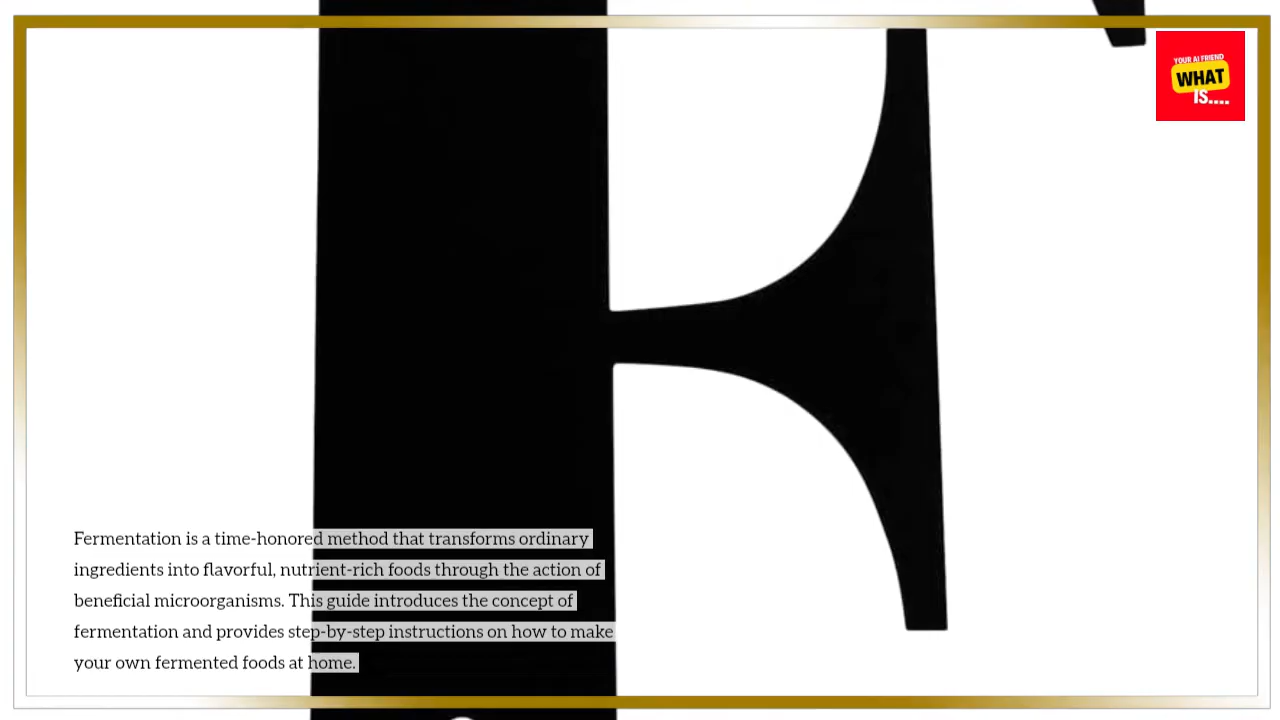 F
YOUR AI FRIEND
WHAT
IS....
Fermentation is a time-honored method that transforms ordinary
ingredients into flavorful, nutrient-rich foods through the action of
beneficial microorganisms. This guide introduces the concept of
fermentation and provides step-by-step instructions on how to make
your own fermented foods at home.